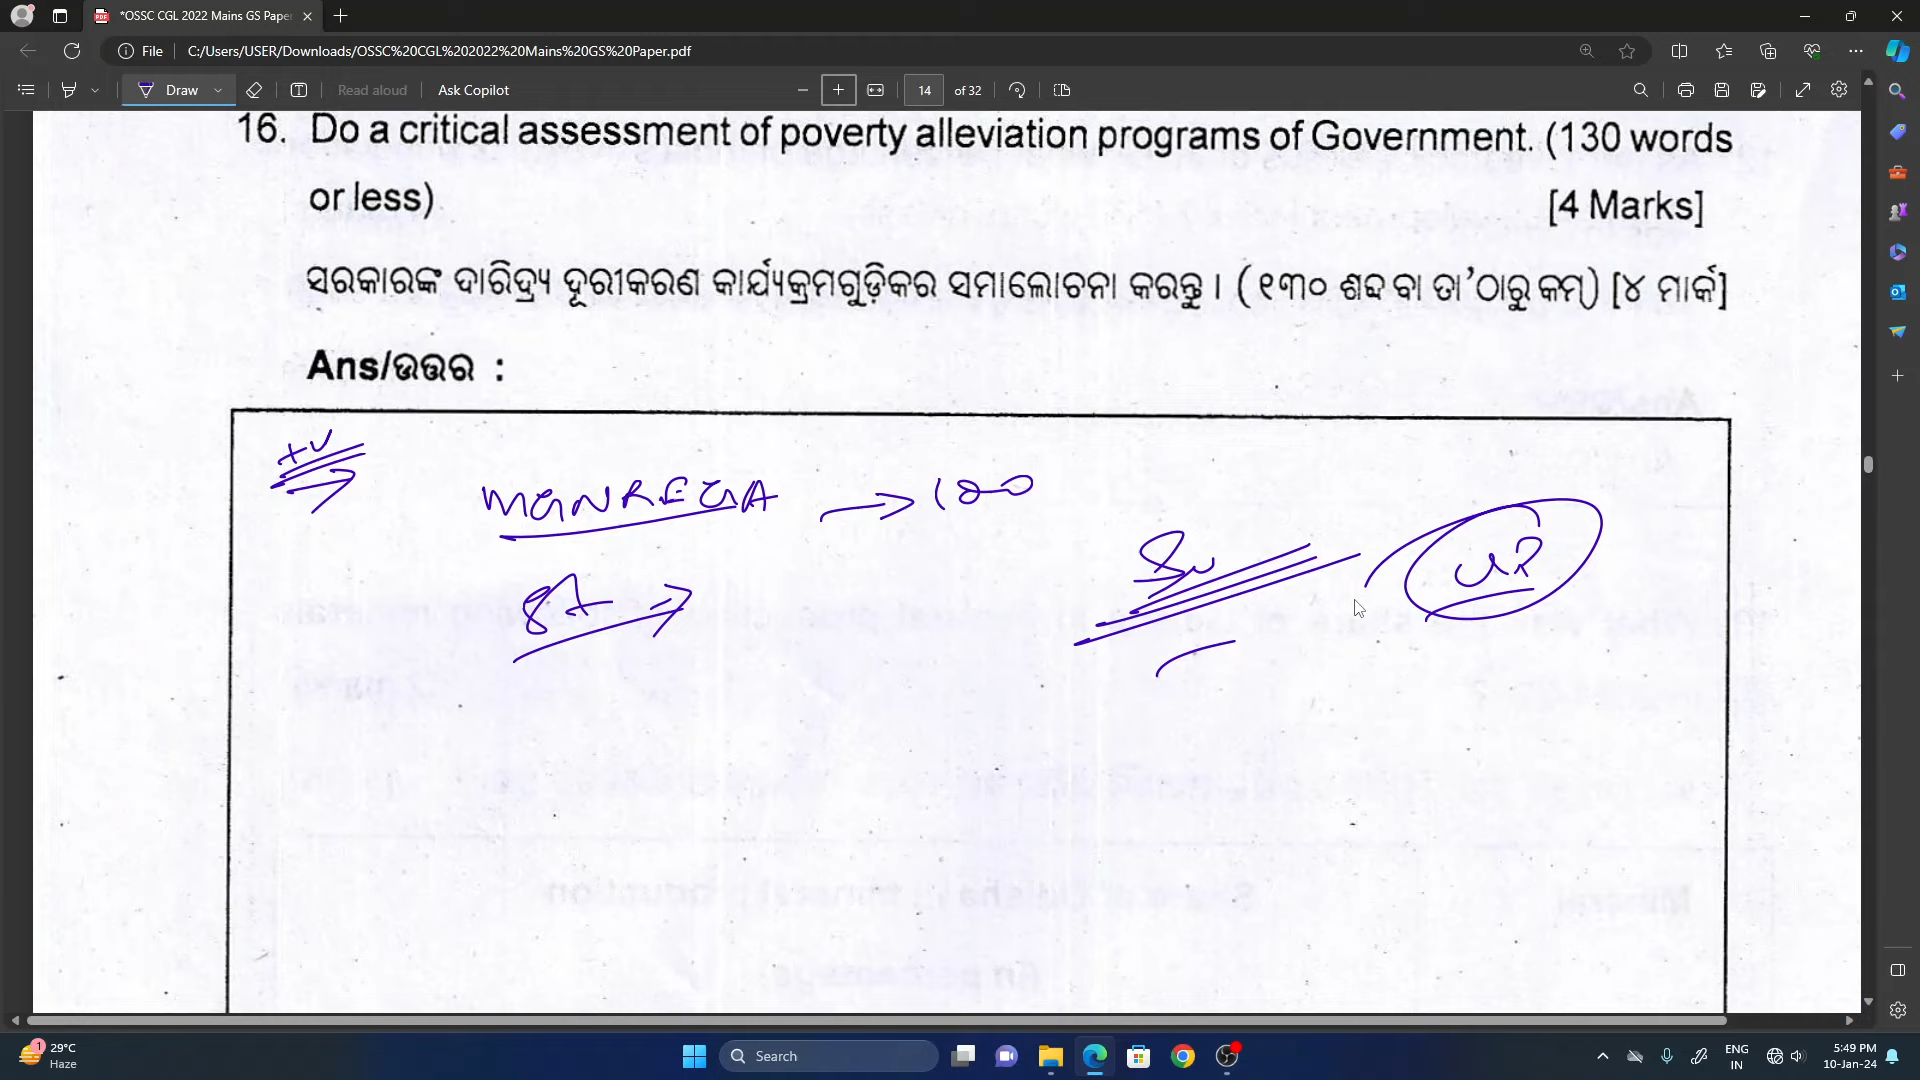 *OSSC CGL 2022 Mains GS Paper
File
C:/Users/USER/Downloads/OSSC%20CGL%202022%20Mains%20GS%20Paper.pdf
Draw
Read aloud
Ask Copilot
14 of 32
16. Do a critical assessment of poverty alleviation programs of Government. (130 words
or less) [4 Marks]
ସରକାରଙ୍କ ଦାରିଦ୍ର୍ୟ ଦୂରୀକରଣ କାର୍ଯ୍ୟକ୍ରମଗୁଡ଼ିକର ସମାଲୋଚନା କରନ୍ତୁ । (୧୩୦ ଶବ୍ଦ ବା ତା'ଠାରୁ କମ୍) [୪ ମାର୍କ]
Ans/ଉତ୍ତର :
+v
MGNREGA → 100
UP
1 29°C
Haze
Search
ENG
IN
5:49 PM
10-Jan-24